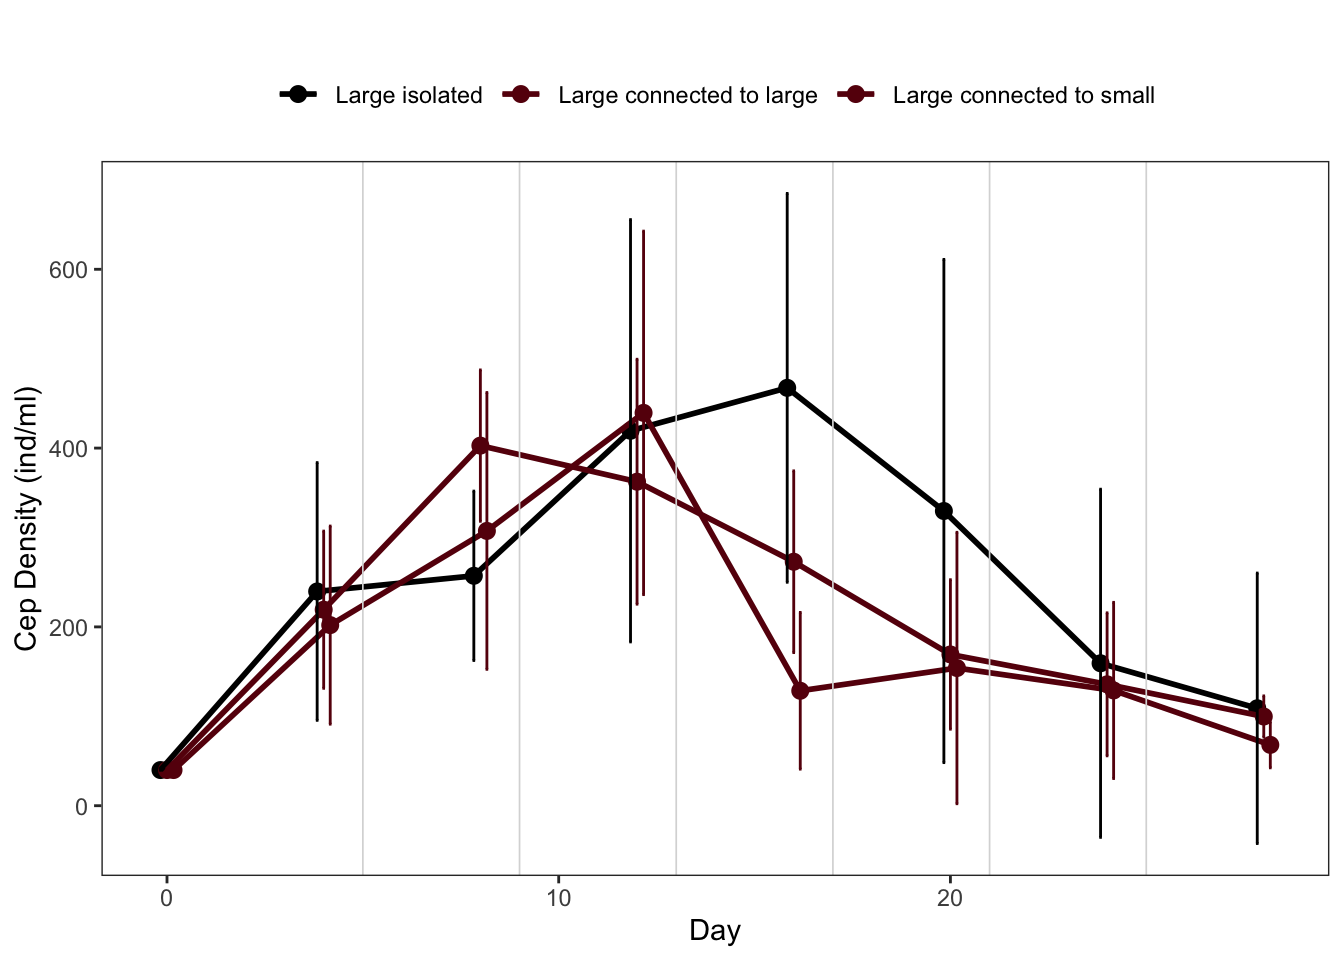 Large isolated Large connected to large Large connected to small
600
400
200
0
Cep Density (ind/ml)
0 10 20
Day